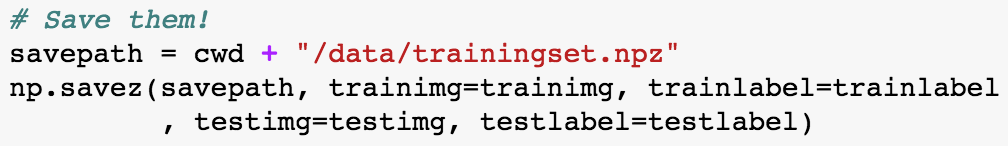 # Save them!
savepath = cwd + "/data/trainingset.npz"
np.savez(savepath, trainimg=trainimg, trainlabel=trainlabel
, testimg=testimg, testlabel=testlabel)